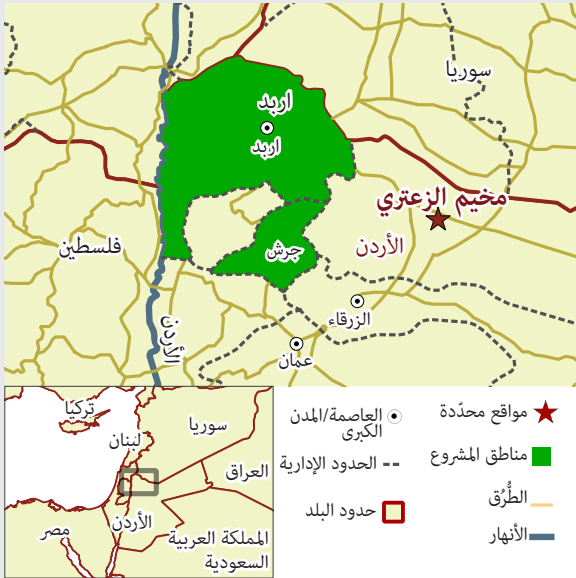 سوريا
اربد
اربد
مخيم الزعتري
فلسطين
جرش
الأردن
الزرقاء
الأردن
عمان
تركيا
سوريا
لبنان
العراق
الأردن
مصر
المملكة العربية
السعودية
مواقع محدّدة
مناطق المشروع
الطُّرُق
الأنهار
العاصمة/المدن
الكبرى
الحدود الإدارية
حدود البلد